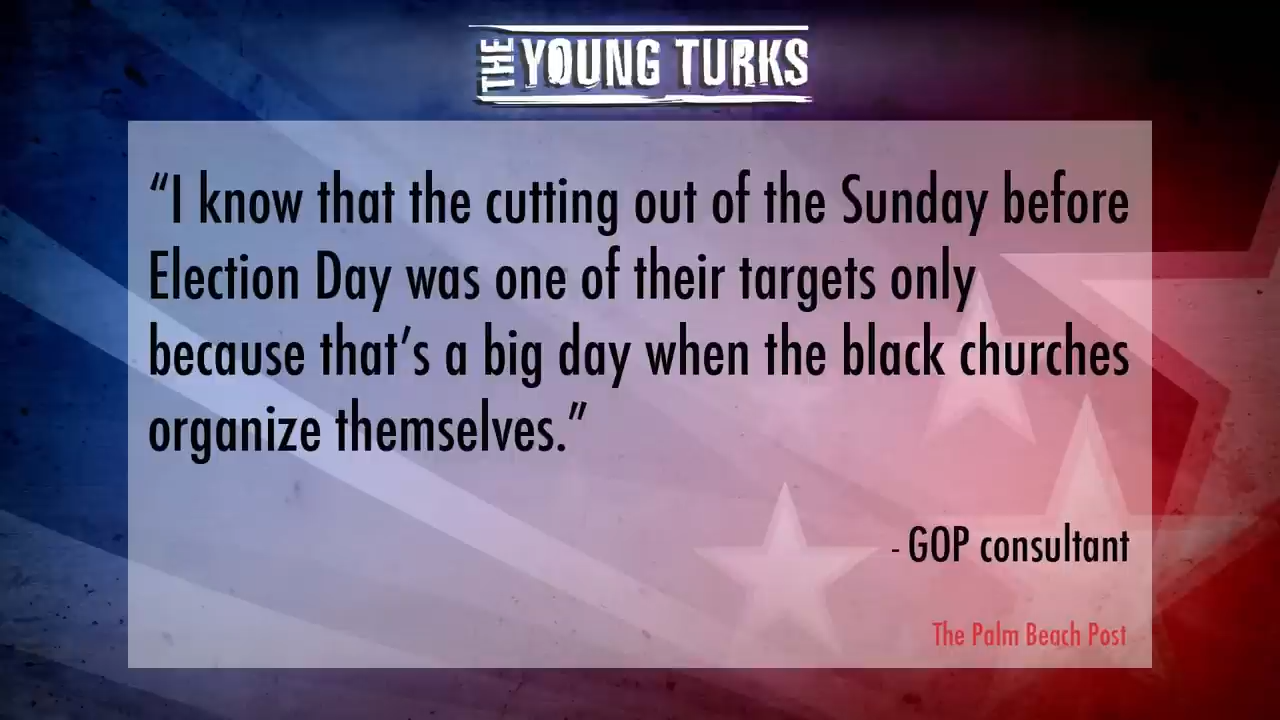 THE YOUNG TURKS
“I know that the cutting out of the Sunday before
Election Day was one of their targets only
because that’s a big day when the black churches
organize themselves.”
- GOP consultant
The Palm Beach Post